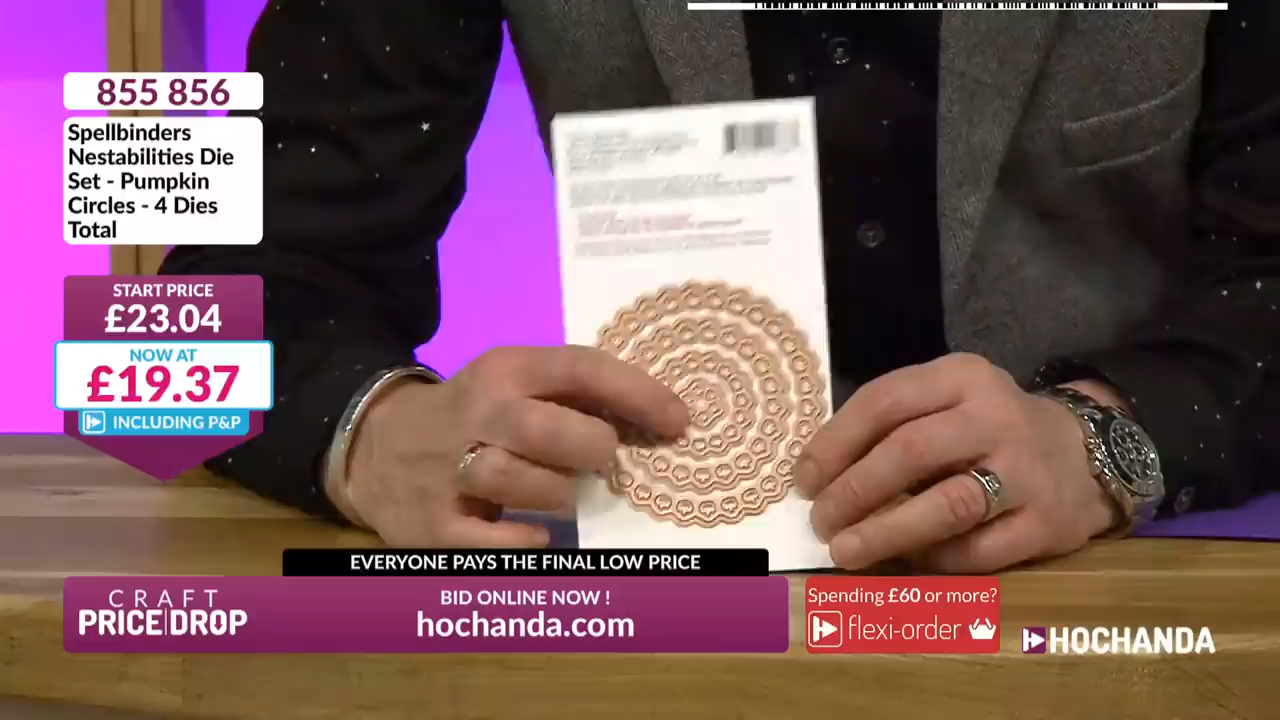 855 856
Spellbinders
Nestabilities Die
Set - Pumpkin
Circles - 4 Dies
Total
START PRICE
£23.04
NOW AT
£19.37
INCLUDING P&P
EVERYONE PAYS THE FINAL LOW PRICE
CRAFT
PRICE DROP
BID ONLINE NOW !
hochanda.com
Spending £60 or more?
flexi-order
HOCHANDA